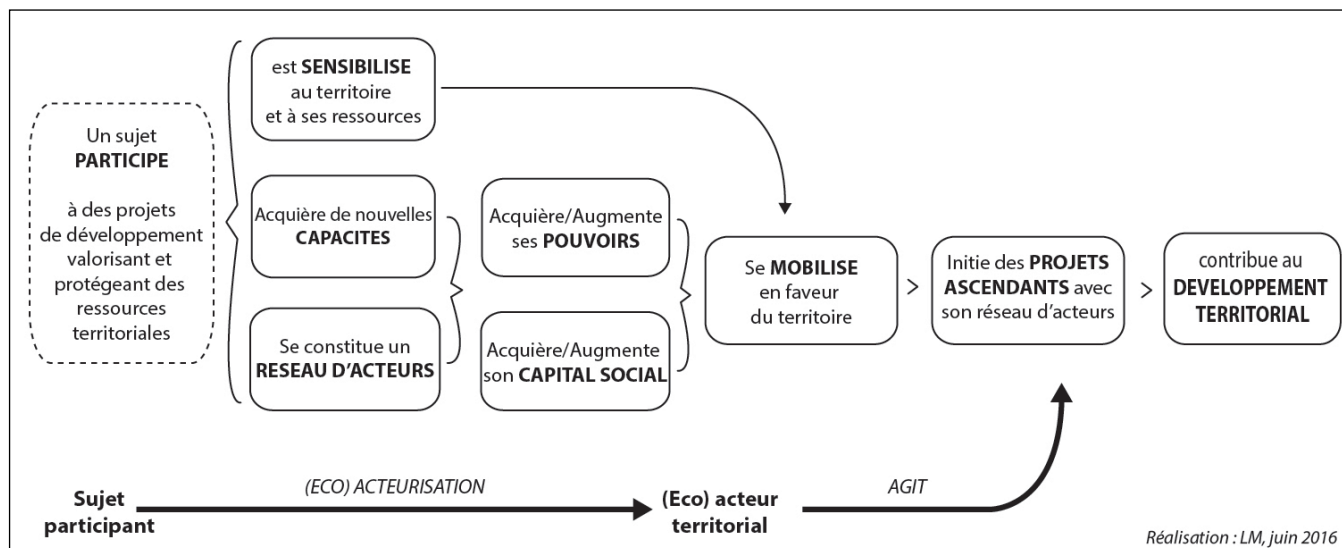 Un sujet
PARTICIPE
à des projets
de développement
valorisant et
protégeant des
ressources
territoriales
est SENSIBILISE
au territoire
et à ses ressources
Acquière de nouvelles
CAPACITES
Se constitue un
RESEAU D'ACTEURS
Acquière/Augmente
ses POUVOIRS
Acquière/Augmente
son CAPITAL SOCIAL
Se MOBILISE
en faveur
du territoire
>
Initie des PROJETS
ASCENDANTS avec
son réseau d'acteurs
>
contribue au
DEVELOPPEMENT
TERRITORIAL
Sujet
participant
(ECO) ACTEURISATION
(Eco) acteur
territorial
AGIT
Réalisation : LM, juin 2016